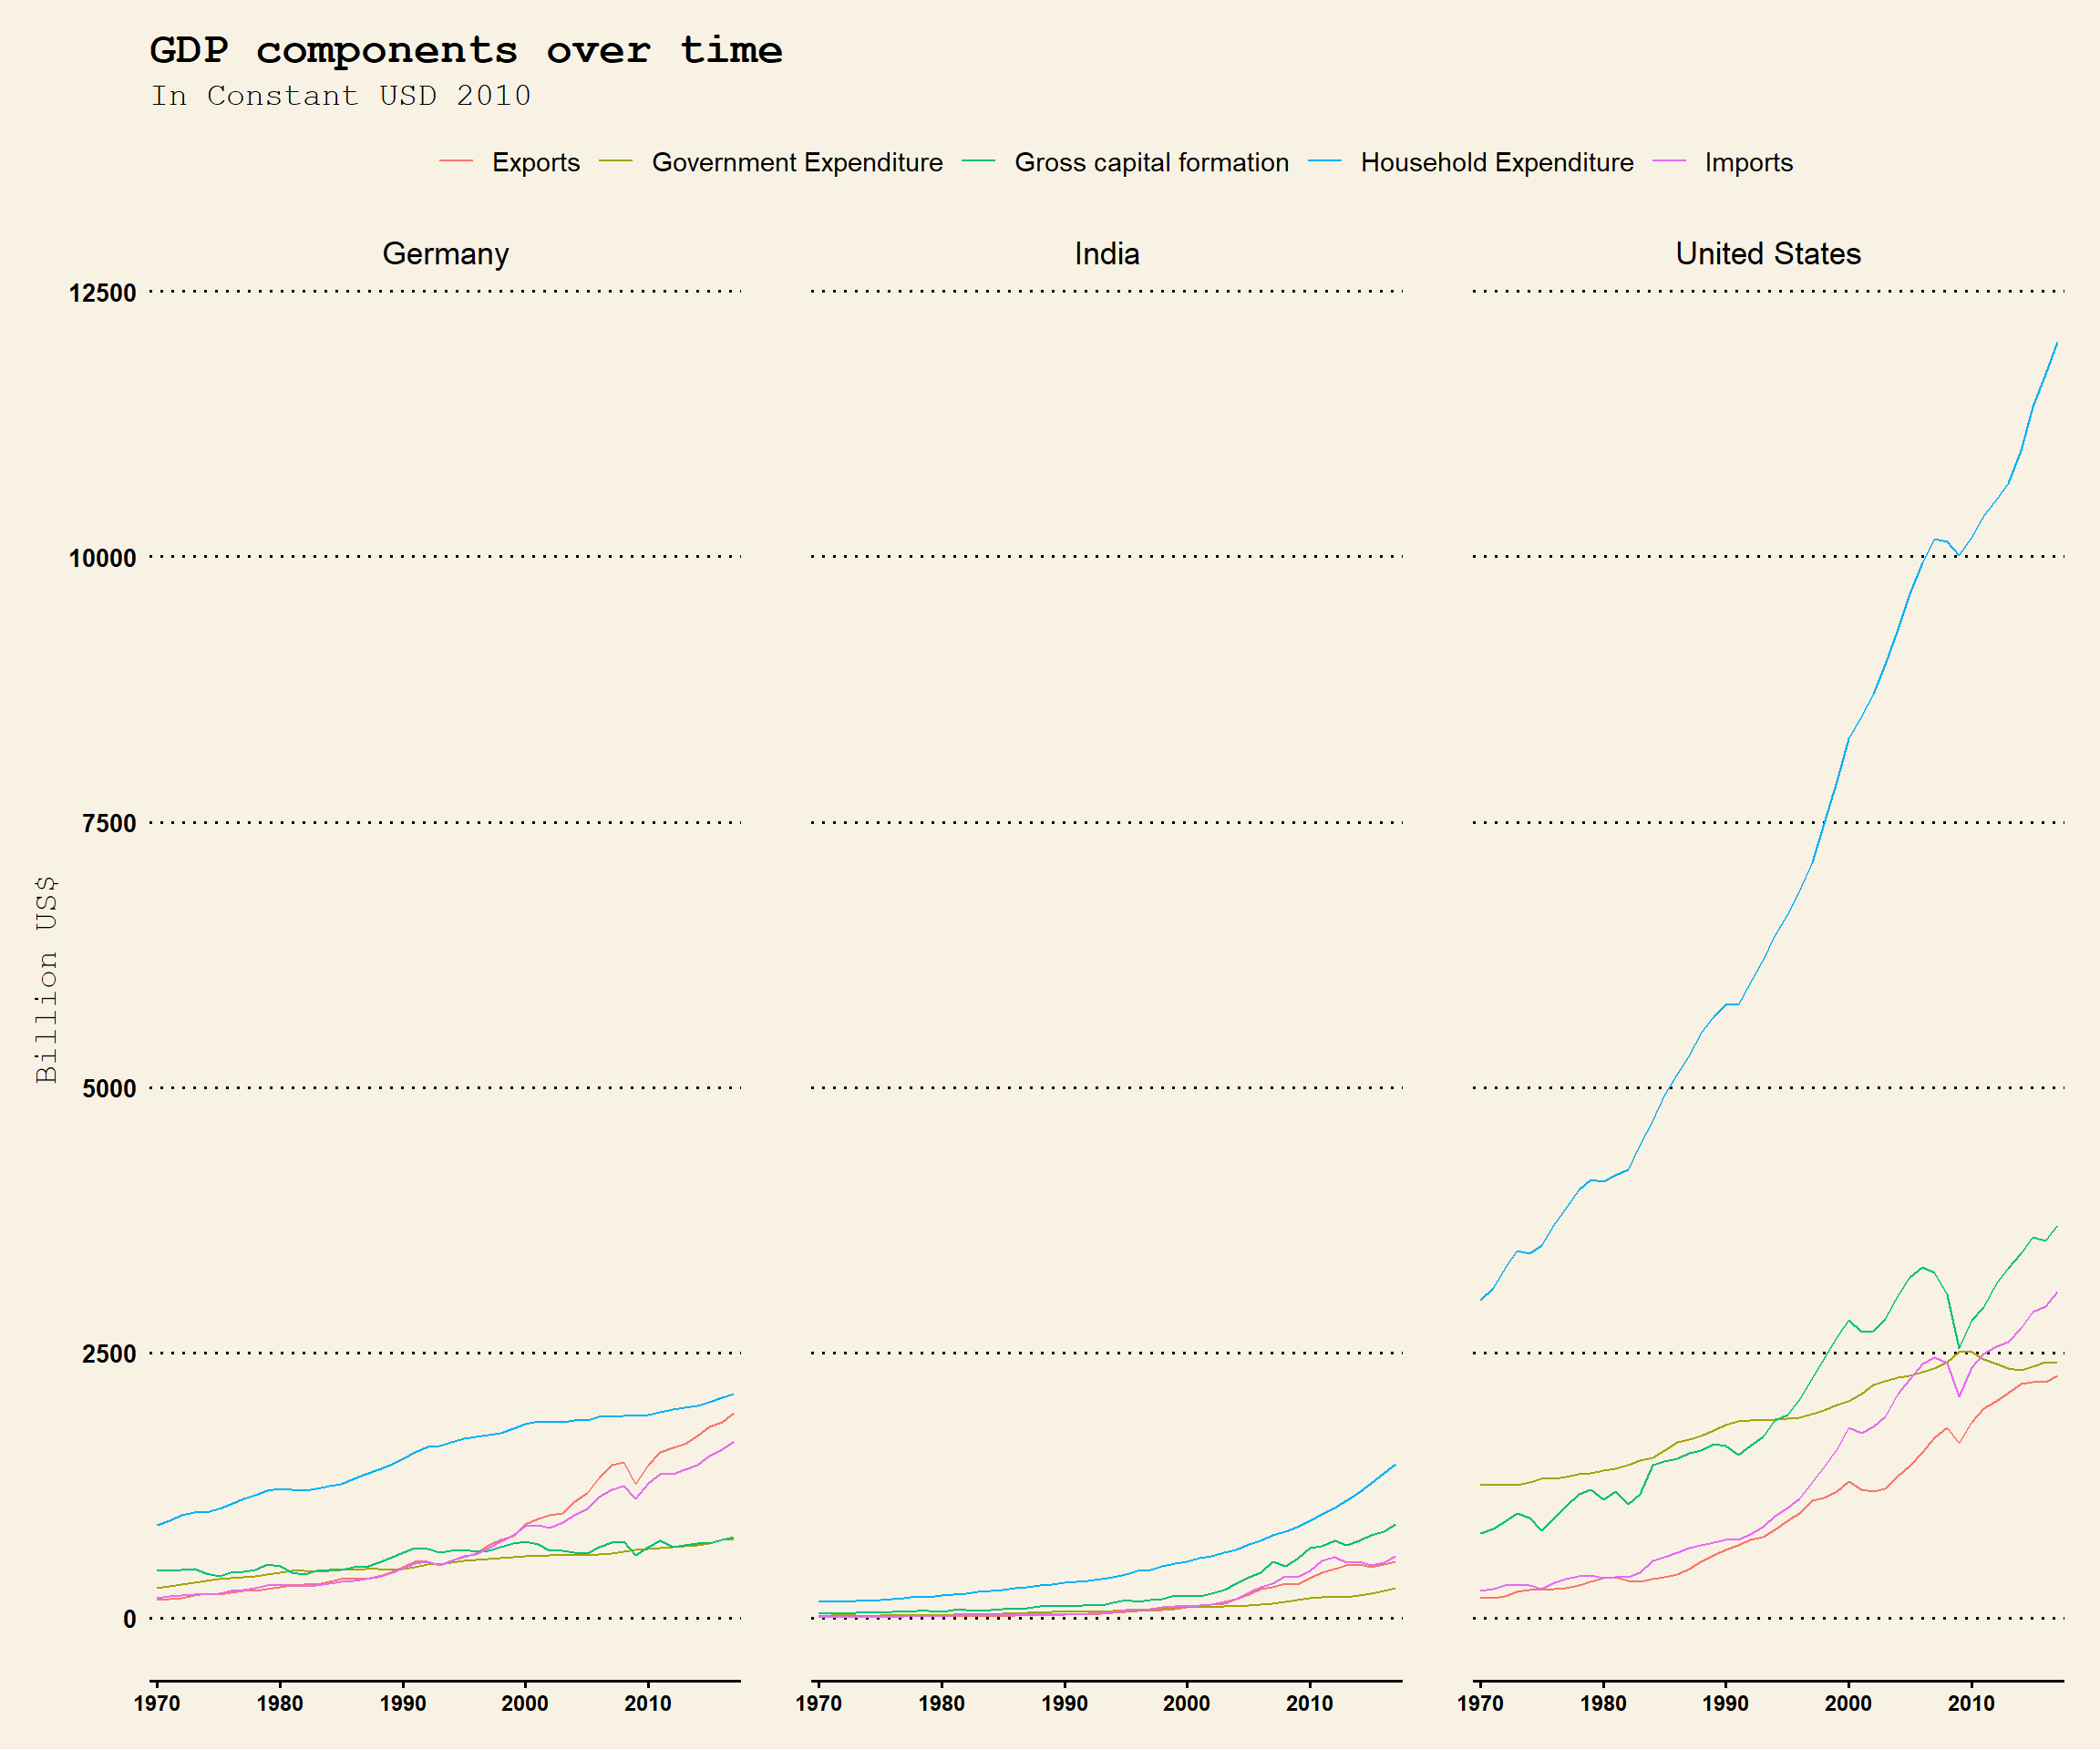 GDP components over time
In Constant USD 2010
Exports Government Expenditure Gross capital formation Household Expenditure Imports
Germany India United States
12500
10000
7500
5000
2500
0
Billion US$
1970 1980 1990 2000 2010 1970 1980 1990 2000 2010 1970 1980 1990 2000 2010